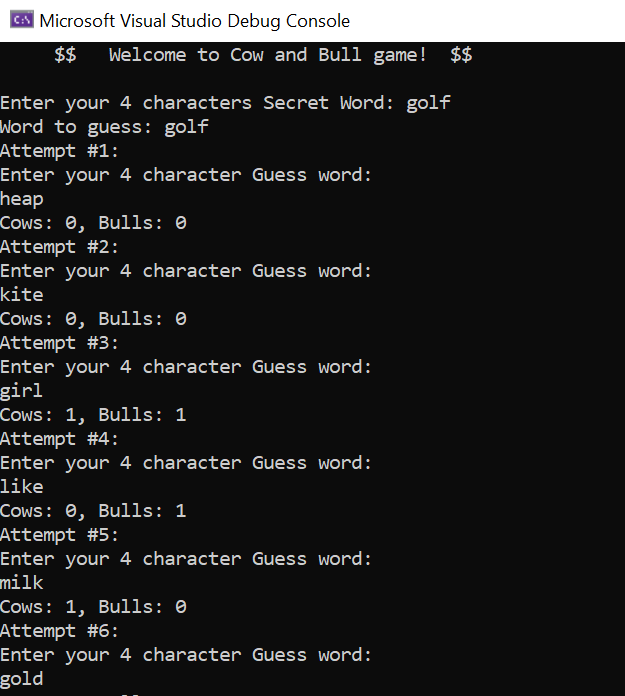 C:\ Microsoft Visual Studio Debug Console
$$ Welcome to Cow and Bull game! $$
Enter your 4 characters Secret Word: golf
Word to guess: golf
Attempt #1:
Enter your 4 character Guess word:
heap
Cows: 0, Bulls: 0
Attempt #2:
Enter your 4 character Guess word:
kite
Cows: 0, Bulls: 0
Attempt #3:
Enter your 4 character Guess word:
girl
Cows: 1, Bulls: 1
Attempt #4:
Enter your 4 character Guess word:
like
Cows: 0, Bulls: 1
Attempt #5:
Enter your 4 character Guess word:
milk
Cows: 1, Bulls: 0
Attempt #6:
Enter your 4 character Guess word:
gold